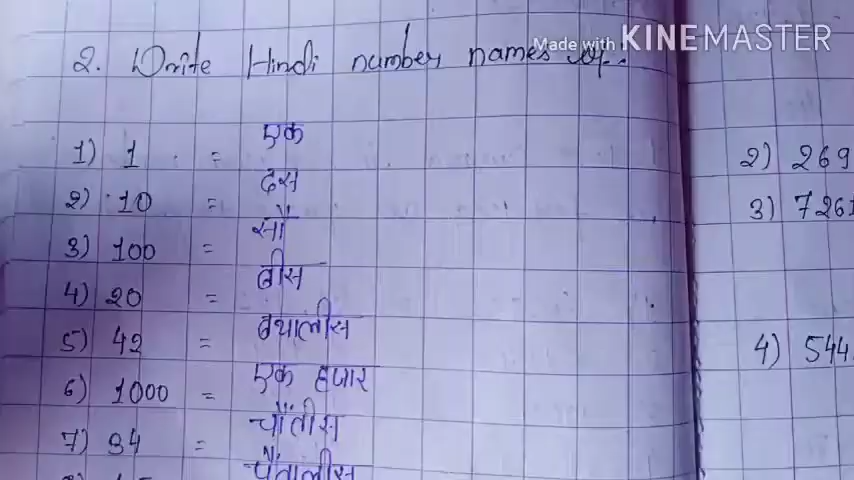 Made with KINEMASTER
2. Write Hindi number names of:
1) 1 = एक
2) 10 = दस
3) 100 = सौ
4) 20 = बीस
5) 42 = बयालीस
6) 1000 = एक हजार
7) 34 = चौंतीस
पैंतालीस
2) 269
3) 7261
4) 544